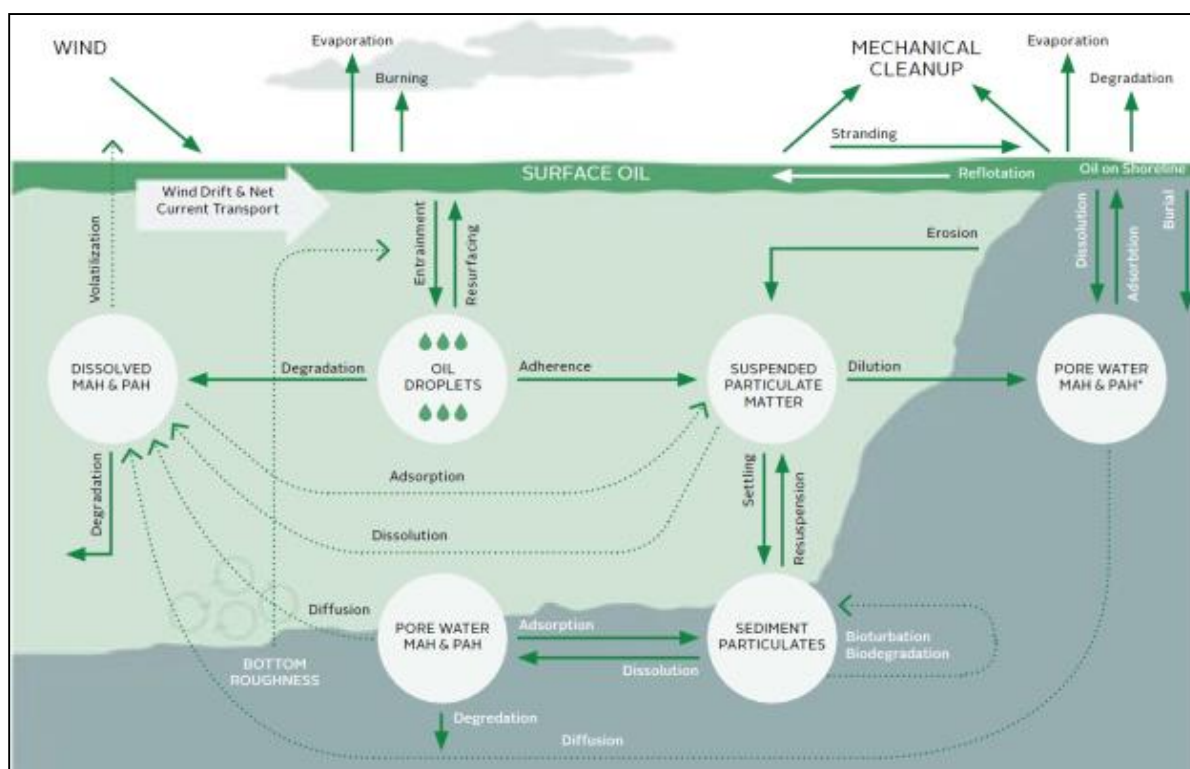 WIND
Evaporation
Burning
MECHANICAL
CLEANUP
Evaporation
Degradation
Stranding
SURFACE OIL
Reflotation
Oil on Shoreline
Wind Drift & Net
Current Transport
Volatilization
Entrainment
Resurfacing
Erosion
Dissolution
Adsorbtion
Burial
DISSOLVED
MAH & PAH
Degradation
OIL
DROPLETS
Adherence
SUSPENDED
PARTICULATE
MATTER
Dilution
PORE WATER
MAH & PAH*
Degradation
Adsorption
Dissolution
Settling
Resuspension
Diffusion
PORE WATER
MAH & PAH
Adsorption
Dissolution
SEDIMENT
PARTICULATES
Bioturbation
Biodegradation
BOTTOM
ROUGHNESS
Degredation
Diffusion